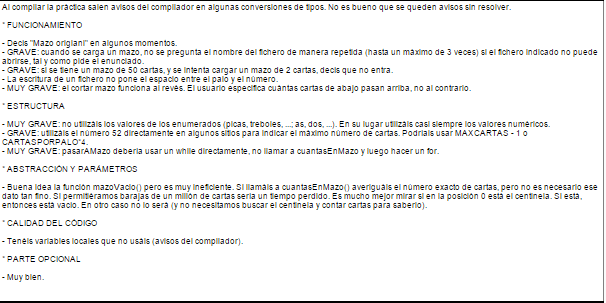 Al compilar la práctica salen avisos del compilador en algunas conversiones de tipos. No es bueno que se queden avisos sin resolver.
* FUNCIONAMIENTO
- Decís "Mazo origianl" en algunos momentos.
- GRAVE: cuando se carga un mazo, no se pregunta el nombre del fichero de manera repetida (hasta un máximo de 3 veces) si el fichero indicado no puede
abrirse, tal y como pide el enunciado.
- GRAVE: si se tiene un mazo de 50 cartas, y se intenta cargar un mazo de 2 cartas, decís que no entra.
- La escritura de un fichero no pone el espacio entre el palo y el número.
- MUY GRAVE: el cortar mazo funciona al revés. El usuario especifica cuántas cartas de abajo pasan arriba, no al contrario.
* ESTRUCTURA
- MUY GRAVE: no utilizáis los valores de los enumerados (picas, treboles, ...; as, dos, ...). En su lugar utilizáis casi siempre los valores numéricos.
- GRAVE: utilizáis el número 52 directamente en algunos sitios para indicar el máximo número de cartas. Podríais usar MAXCARTAS - 1 o
CARTASPORPALO*4.
- MUY GRAVE: pasarAMazo debería usar un while directamente, no llamar a cuantasEnMazo y luego hacer un for.
* ABSTRACCIÓN Y PARÁMETROS
- Buena idea la función mazoVacio() pero es muy ineficiente. Si llamáis a cuantasEnMazo() averiguáis el número exacto de cartas, pero no es necesario ese
dato tan fino. Si permitiéramos barajas de un millón de cartas sería un tiempo perdido. Es mucho mejor mirar si en la posición 0 está el centinela. Si está,
entonces está vacío. En otro caso no lo será (y no necesitamos buscar el centinela y contar cartas para saberlo).
* CALIDAD DEL CÓDIGO
- Tenéis variables locales que no usáis (avisos del compilador).
* PARTE OPCIONAL
- Muy bien.